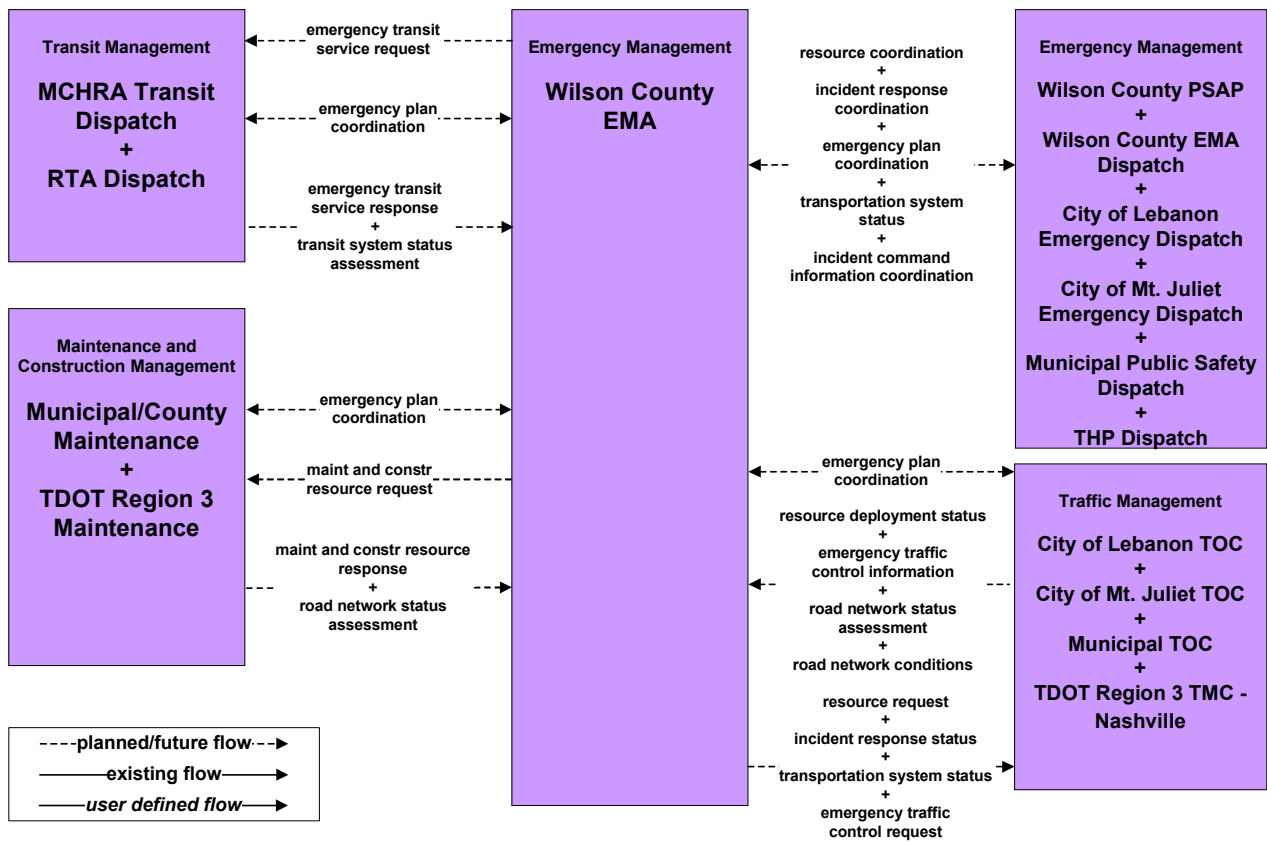 Transit Management
MCHRA Transit
Dispatch
+
RTA Dispatch
emergency transit
service request
emergency plan
coordination
emergency transit
service response
+
transit system status
assessment
Emergency Management
Wilson County
EMA
resource coordination
+
incident response
coordination
+
emergency plan
coordination
+
transportation system
status
+
incident command
information coordination
Emergency Management
Wilson County PSAP
+
Wilson County EMA
Dispatch
+
City of Lebanon
Emergency Dispatch
+
City of Mt. Juliet
Emergency Dispatch
+
Municipal Public Safety
Dispatch
+
THP Dispatch
Maintenance and
Construction Management
Municipal/County
Maintenance
+
TDOT Region 3
Maintenance
emergency plan
coordination
maint and constr
resource request
maint and constr resource
response
+
road network status
assessment
emergency plan
coordination
resource deployment status
+
emergency traffic
control information
+
road network status
assessment
+
road network conditions
resource request
+
incident response status
+
transportation system status
+
emergency traffic
control request
Traffic Management
City of Lebanon TOC
+
City of Mt. Juliet TOC
+
Municipal TOC
+
TDOT Region 3 TMC -
Nashville
planned/future flow
existing flow
user defined flow